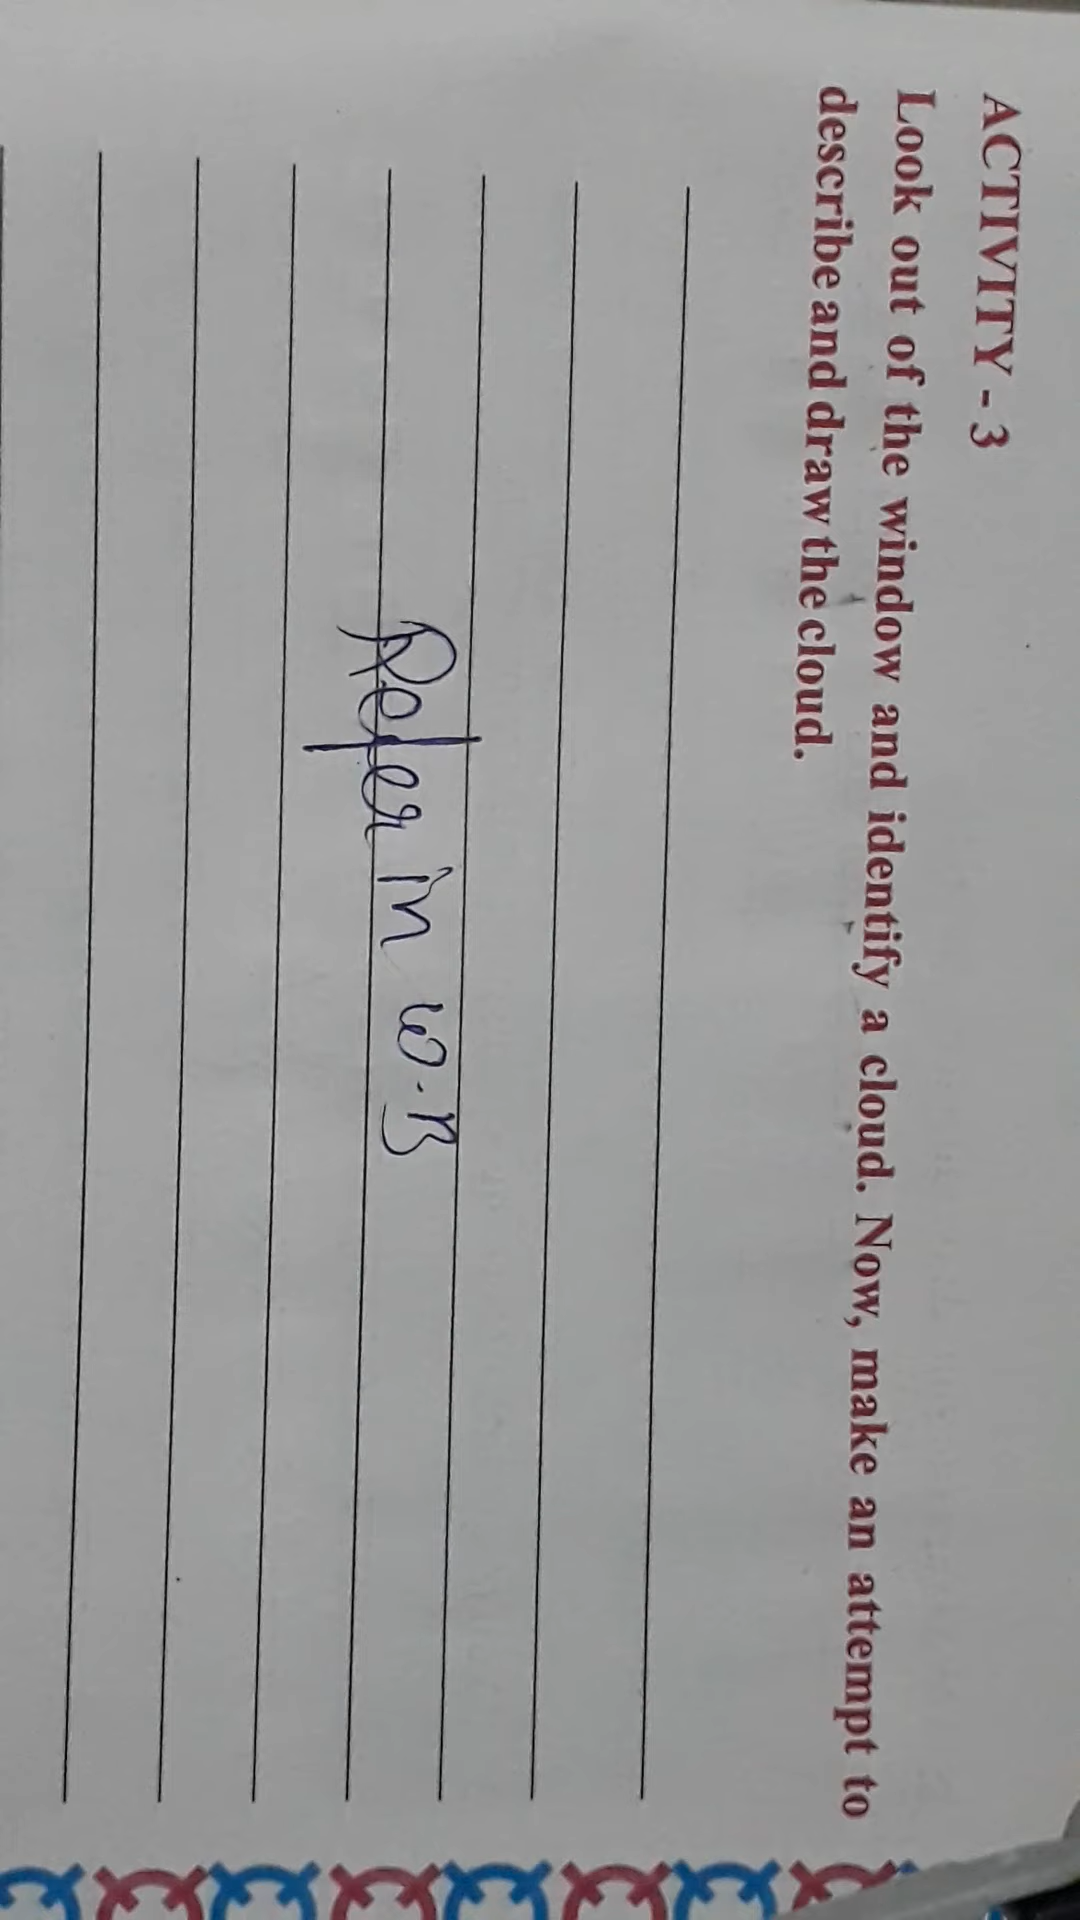 ACTIVITY - 3
Look out of the window and identify a cloud. Now, make an attempt to
describe and draw the cloud.
Refer in W.B